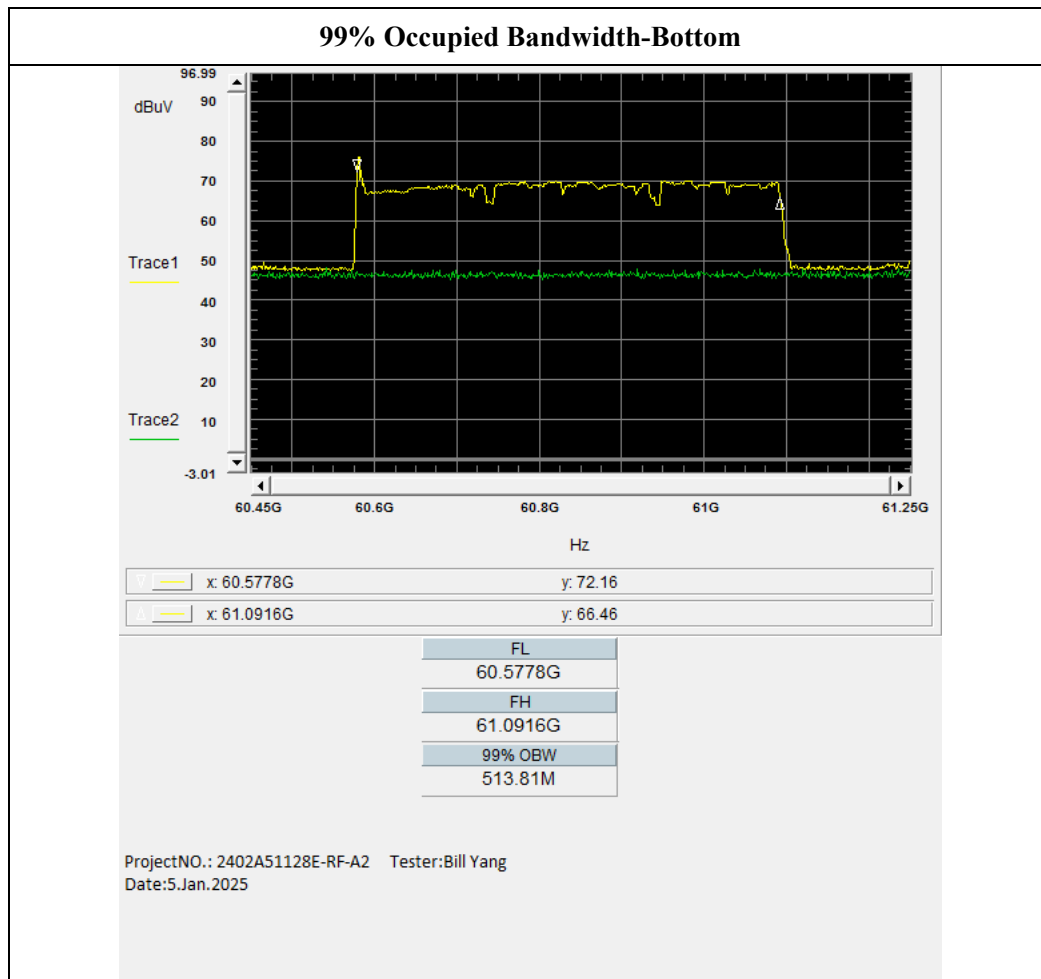 99% Occupied Bandwidth-Bottom
96.99
dBuV
90
80
70
60
Trace1
50
40
30
20
Trace2
10
-3.01
60.45G 60.6G 60.8G 61G 61.25G
Hz
x: 60.5778G y: 72.16
x: 61.0916G y: 66.46
FL
60.5778G
FH
61.0916G
99% OBW
513.81M
ProjectNO.: 2402A51128E-RF-A2 Tester:Bill Yang
Date:5.Jan.2025